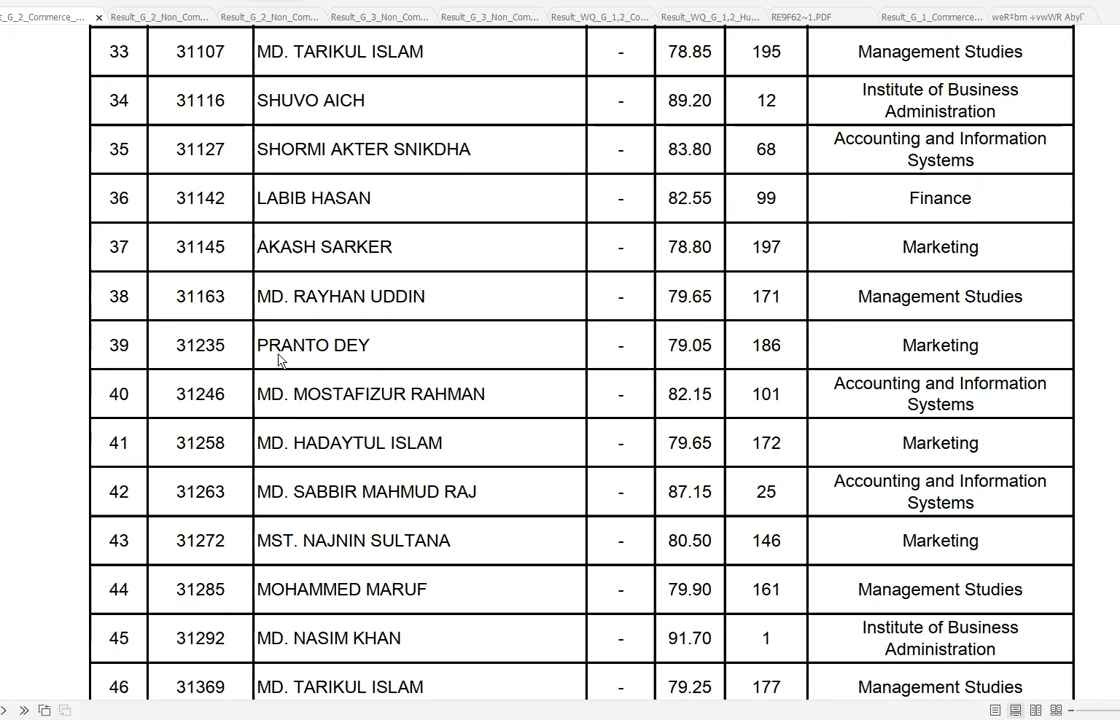 _G_2_Commerce_... × Result_G_2_Non_Com... Result_G_2_Non_Com... Result_G_3_Non_Com... Result_G_3_Non_Com... Result_WQ_G_1,2_Co... Result_WQ_G_1,2_Hu... RE9F62~1.PDF Result_G_1_Commerce... weR‡bm ÷vwWR Abyl¨
33 31107 MD. TARIKUL ISLAM - 78.85 195 Management Studies
34 31116 SHUVO AICH - 89.20 12 Institute of Business
Administration
35 31127 SHORMI AKTER SNIKDHA - 83.80 68 Accounting and Information
Systems
36 31142 LABIB HASAN - 82.55 99 Finance
37 31145 AKASH SARKER - 78.80 197 Marketing
38 31163 MD. RAYHAN UDDIN - 79.65 171 Management Studies
39 31235 PRANTO DEY - 79.05 186 Marketing
40 31246 MD. MOSTAFIZUR RAHMAN - 82.15 101 Accounting and Information
Systems
41 31258 MD. HADAYTUL ISLAM - 79.65 172 Marketing
42 31263 MD. SABBIR MAHMUD RAJ - 87.15 25 Accounting and Information
Systems
43 31272 MST. NAJNIN SULTANA - 80.50 146 Marketing
44 31285 MOHAMMED MARUF - 79.90 161 Management Studies
45 31292 MD. NASIM KHAN - 91.70 1 Institute of Business
Administration
46 31369 MD. TARIKUL ISLAM - 79.25 177 Management Studies